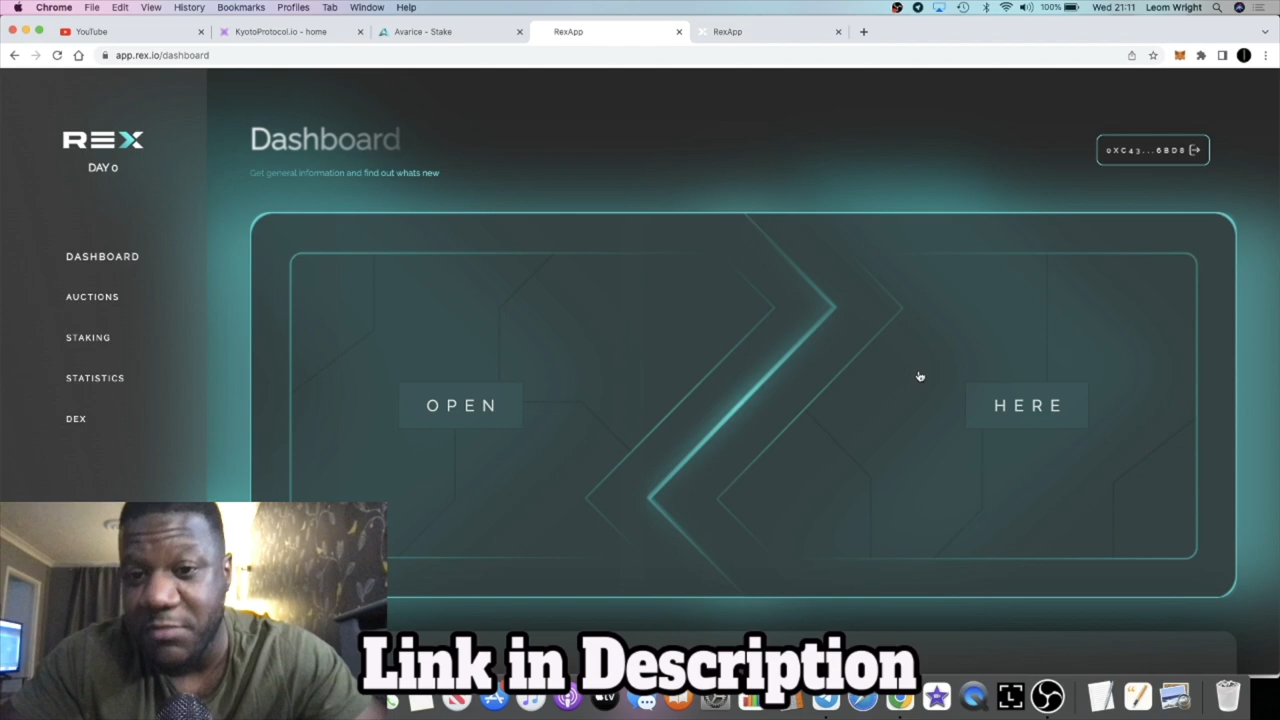 Chrome File Edit View History Bookmarks Profiles Tab Window Help 100% Wed 21:11 Leom Wright
YouTube KyotoProtocol.io - home Avarice - Stake RexApp RexApp
app.rex.io/dashboard
REX
DAY 0
Dashboard
Get general information and find out whats new
0XC43...6BD8
DASHBOARD
AUCTIONS
STAKING
STATISTICS
DEX
OPEN
HERE
Link in Description